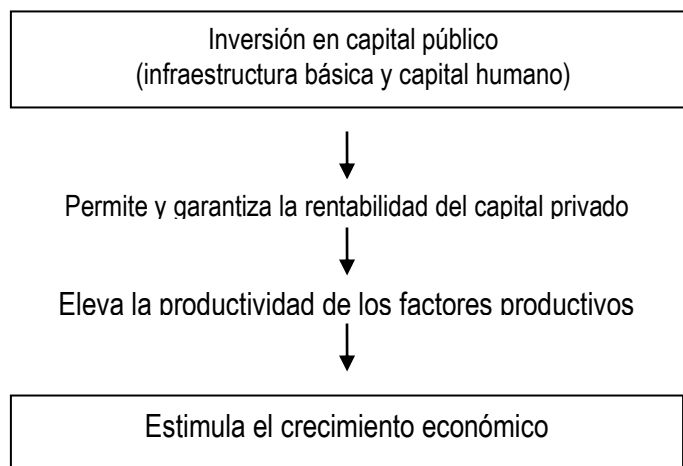 Inversión en capital público
(infraestructura básica y capital humano)
Permite y garantiza la rentabilidad del capital privado
Eleva la productividad de los factores productivos
Estimula el crecimiento económico